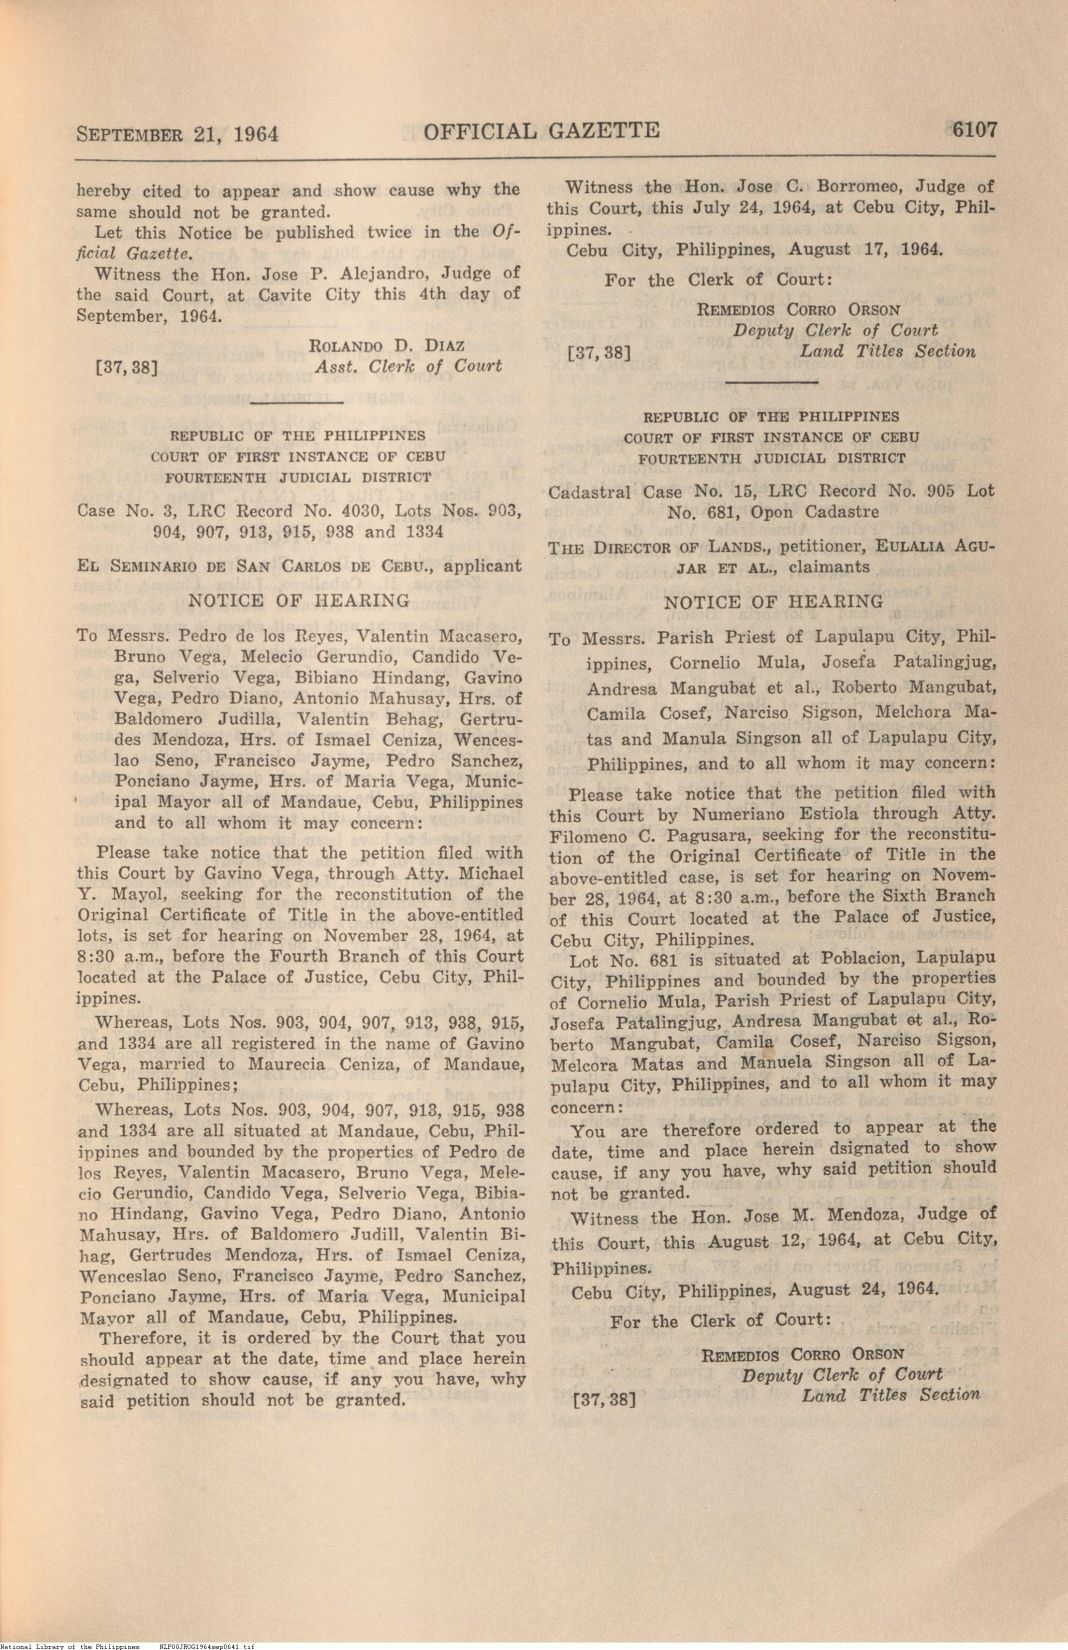 SEPTEMBER 21, 1964 OFFICIAL GAZETTE 6107
hereby cited to appear and show cause why the
same should not be granted.
Let this Notice be published twice in the Of-
ficial Gazette.
Witness the Hon. Jose P. Alejandro, Judge of
the said Court, at Cavite City this 4th day of
September, 1964.
ROLANDO D. DIAZ
[37, 38] Asst. Clerk of Court
REPUBLIC OF THE PHILIPPINES
COURT OF FIRST INSTANCE OF CEBU
FOURTEENTH JUDICIAL DISTRICT
Case No. 3, LRC Record No. 4030, Lots Nos. 903,
904, 907, 913, 915, 938 and 1334
EL SEMINARIO DE SAN CARLOS DE CEBU., applicant
NOTICE OF HEARING
To Messrs. Pedro de los Reyes, Valentin Macasero,
Bruno Vega, Melecio Gerundio, Candido Ve-
ga, Selverio Vega, Bibiano Hindang, Gavino
Vega, Pedro Diano, Antonio Mahusay, Hrs. of
Baldomero Judilla, Valentin Behag, Gertru-
des Mendoza, Hrs. of Ismael Ceniza, Wences-
lao Seno, Francisco Jayme, Pedro Sanchez,
Ponciano Jayme, Hrs. of Maria Vega, Munic-
ipal Mayor all of Mandaue, Cebu, Philippines
and to all whom it may concern:
Please take notice that the petition filed with
this Court by Gavino Vega, through Atty. Michael
Y. Mayol, seeking for the reconstitution of the
Original Certificate of Title in the above-entitled
lots, is set for hearing on November 28, 1964, at
8:30 a.m., before the Fourth Branch of this Court
located at the Palace of Justice, Cebu City, Phil-
ippines.
Whereas, Lots Nos. 903, 904, 907, 913, 938, 915,
and 1334 are all registered in the name of Gavino
Vega, married to Maurecia Ceniza, of Mandaue,
Cebu, Philippines;
Whereas, Lots Nos. 903, 904, 907, 913, 915, 938
and 1334 are all situated at Mandaue, Cebu, Phil-
ippines and bounded by the properties of Pedro de
los Reyes, Valentin Macasero, Bruno Vega, Mele-
cio Gerundio, Candido Vega, Selverio Vega, Bibia-
no Hindang, Gavino Vega, Pedro Diano, Antonio
Mahusay, Hrs. of Baldomero Judill, Valentin Bi-
hag, Gertrudes Mendoza, Hrs. of Ismael Ceniza,
Wenceslao Seno, Francisco Jayme, Pedro Sanchez,
Ponciano Jayme, Hrs. of Maria Vega, Municipal
Mayor all of Mandaue, Cebu, Philippines.
Therefore, it is ordered by the Court that you
should appear at the date, time and place herein
designated to show cause, if any you have, why
said petition should not be granted.
Witness the Hon. Jose C. Borromeo, Judge of
this Court, this July 24, 1964, at Cebu City, Phil-
ippines.
Cebu City, Philippines, August 17, 1964.
For the Clerk of Court:
REMEDIOS CORRO ORSON
Deputy Clerk of Court
[37, 38] Land Titles Section
REPUBLIC OF THE PHILIPPINES
COURT OF FIRST INSTANCE OF CEBU
FOURTEENTH JUDICIAL DISTRICT
Cadastral Case No. 15, LRC Record No. 905 Lot
No. 681, Opon Cadastre
THE DIRECTOR OF LANDS., petitioner, EULALIA AGU-
JAR ET AL., claimants
NOTICE OF HEARING
To Messrs. Parish Priest of Lapulapu City, Phil-
ippines, Cornelio Mula, Josefa Patalingjug,
Andresa Mangubat et al., Roberto Mangubat,
Camila Cosef, Narciso Sigson, Melchora Ma-
tas and Manula Singson all of Lapulapu City,
Philippines, and to all whom it may concern:
Please take notice that the petition filed with
this Court by Numeriano Estiola through Atty.
Filomeno C. Pagusara, seeking for the reconstitu-
tion of the Original Certificate of Title in the
above-entitled case, is set for hearing on Novem-
ber 28, 1964, at 8:30 a.m., before the Sixth Branch
of this Court located at the Palace of Justice,
Cebu City, Philippines.
Lot No. 681 is situated at Poblacion, Lapulapu
City, Philippines and bounded by the properties
of Cornelio Mula, Parish Priest of Lapulapu City,
Josefa Patalingjug, Andresa Mangubat et al., Ro-
berto Mangubat, Camila Cosef, Narciso Sigson,
Melcora Matas and Manuela Singson all of La-
pulapu City, Philippines, and to all whom it may
concern:
You are therefore ordered to appear at the
date, time and place herein dsignated to show
cause, if any you have, why said petition should
not be granted.
Witness the Hon. Jose M. Mendoza, Judge of
this Court, this August 12, 1964, at Cebu City,
Philippines.
Cebu City, Philippines, August 24, 1964.
For the Clerk of Court:
REMEDIOS CORRO ORSON
Deputy Clerk of Court
[37, 38] Land Titles Section
National Library of the Philippines NLP00JROG1964sep0641.tif